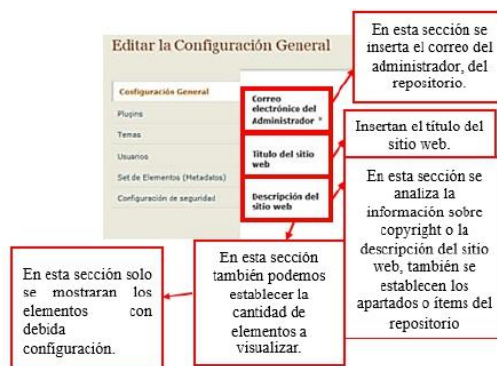 Editar la Configuración General
Configuración General
Plugins
Temas
Usuarios
Set de Elementos (Metadatos)
Configuración de seguridad
Correo
electrónico del
Administrador *
Título del sitio
web
Descripción del
sitio web
En esta sección se
inserta el correo del
administrador, del
repositorio.
Insertan el título del
sitio web.
En esta sección se
analiza la
información sobre
copyright o la
descripción del sitio
web, también se
establecen los
apartados o ítems del
repositorio
En esta sección
también podemos
establecer la
cantidad de
elementos a
visualizar.
En esta sección solo
se mostraran los
elementos con
debida
configuración.